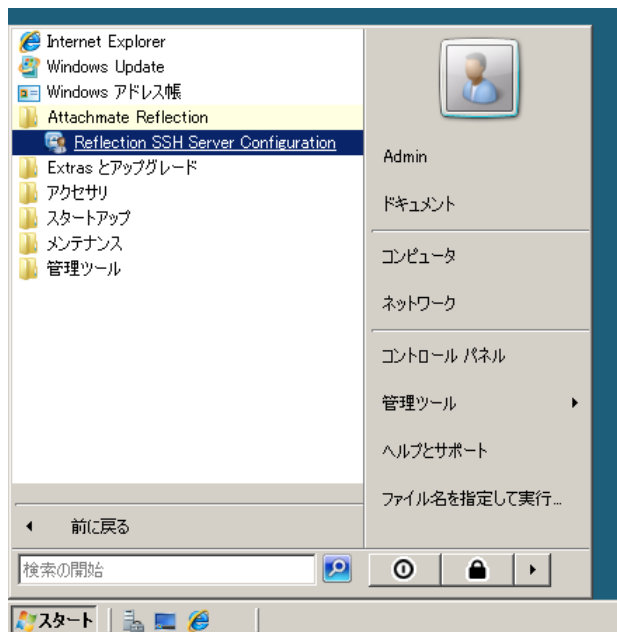 Internet Explorer
Windows Update
Windows アドレス帳
Attachmate Reflection
Reflection SSH Server Configuration
Extras とアップグレード
アクセサリ
スタートアップ
メンテナンス
管理ツール
前に戻る
検索の開始
Admin
ドキュメント
コンピュータ
ネットワーク
コントロール パネル
管理ツール
ヘルプとサポート
ファイル名を指定して実行...
スタート